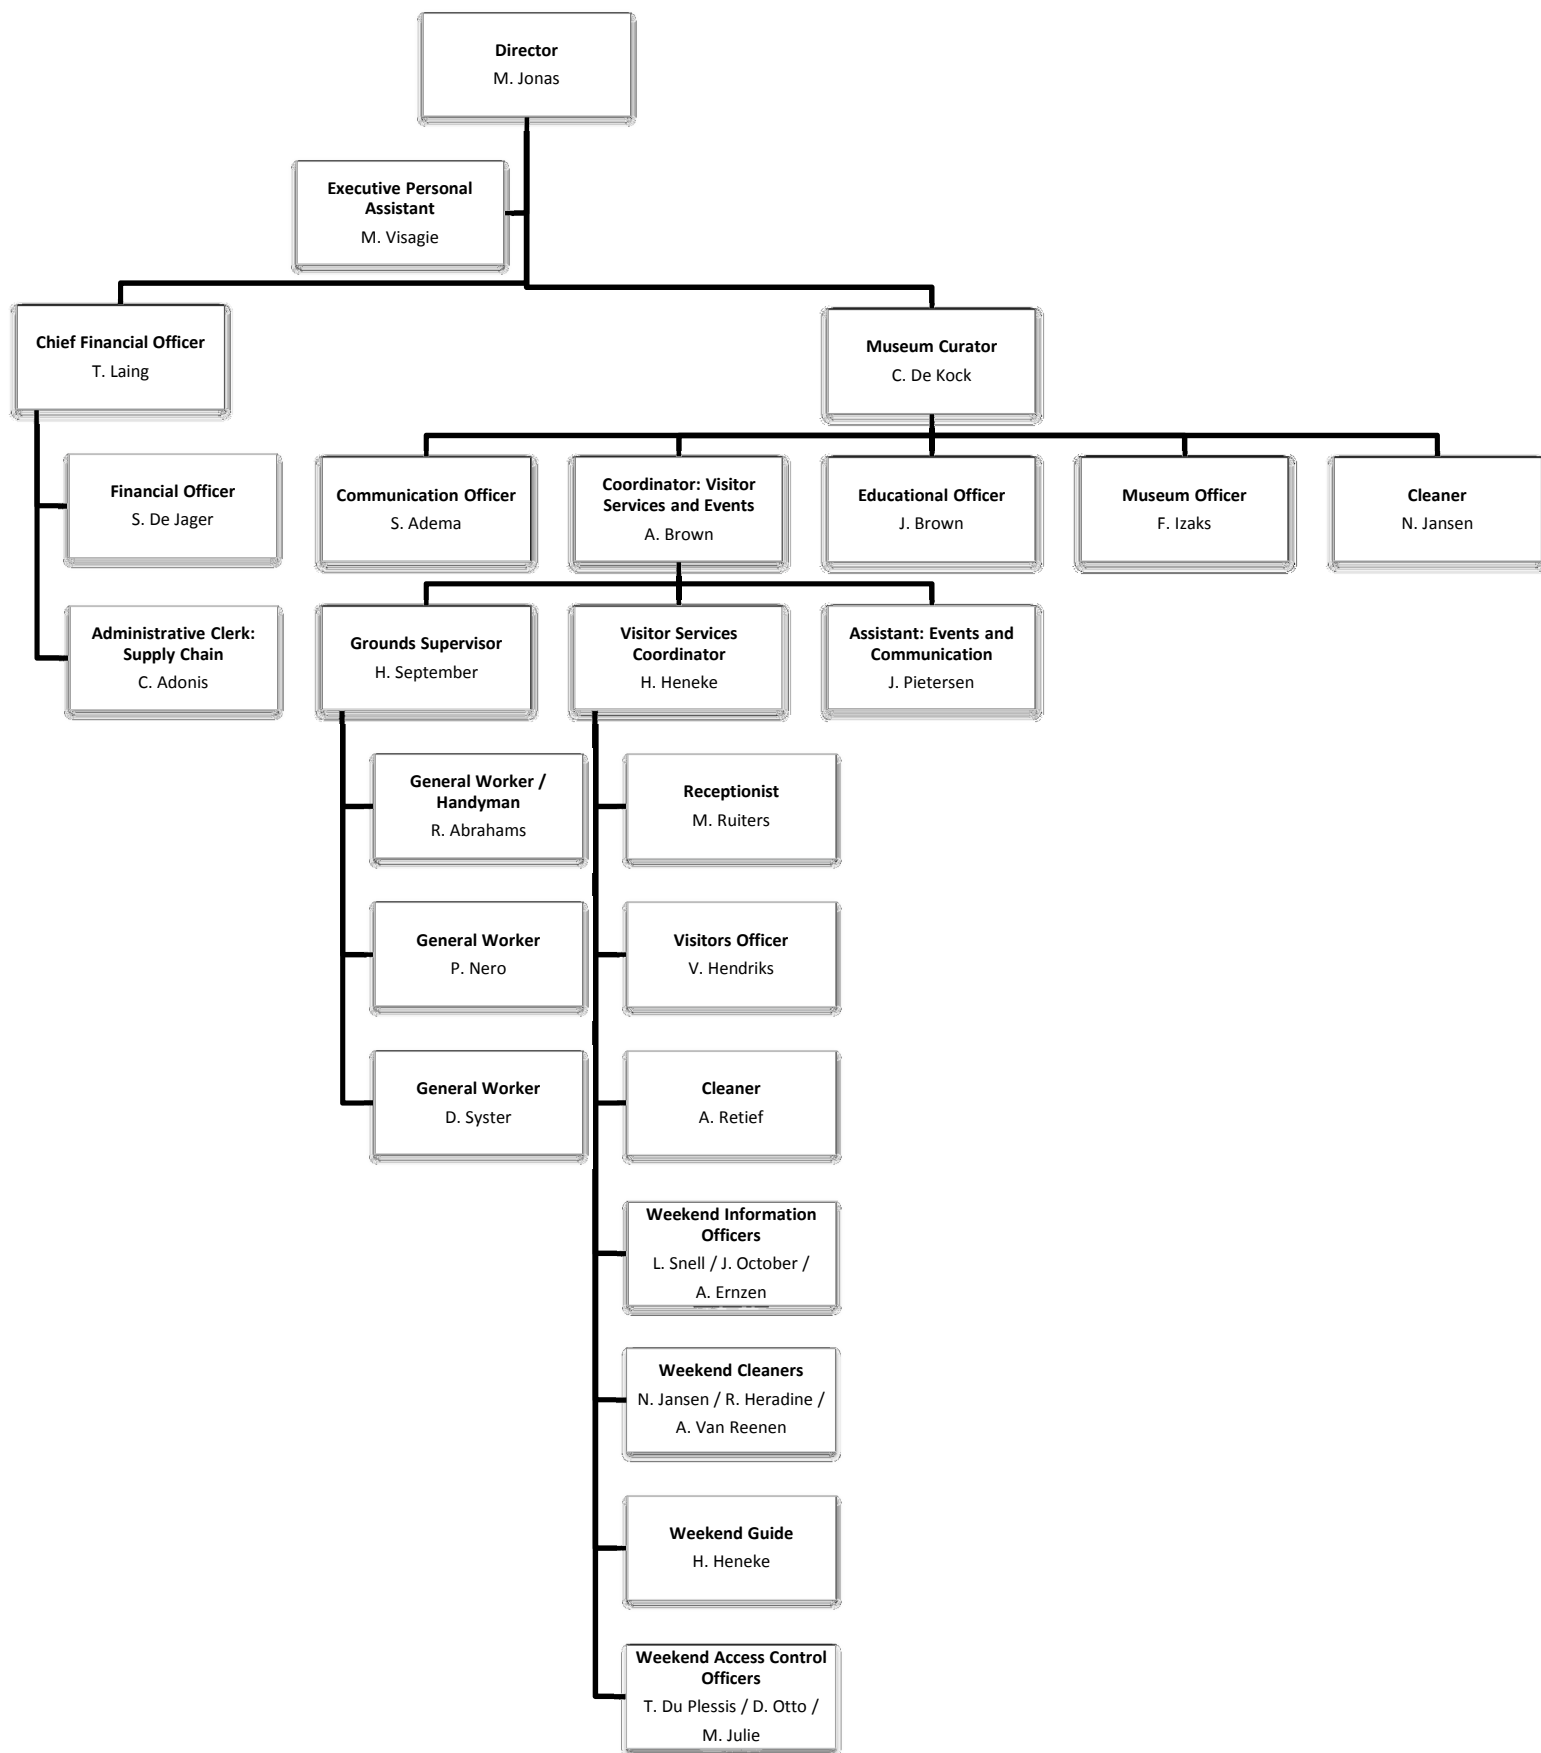 Director
M. Jonas
Executive Personal
Assistant
M. Visagie
Chief Financial Officer
T. Laing
Museum Curator
C. De Kock
Financial Officer
S. De Jager
Communication Officer
S. Adema
Coordinator: Visitor
Services and Events
A. Brown
Educational Officer
J. Brown
Museum Officer
F. Izaks
Cleaner
N. Jansen
Administrative Clerk:
Supply Chain
C. Adonis
Grounds Supervisor
H. September
Visitor Services
Coordinator
H. Heneke
Assistant: Events and
Communication
J. Pietersen
General Worker /
Handyman
R. Abrahams
Receptionist
M. Ruiters
General Worker
P. Nero
Visitors Officer
V. Hendriks
General Worker
D. Syster
Cleaner
A. Retief
Weekend Information
Officers
L. Snell / J. October /
A. Ernzen
Weekend Cleaners
N. Jansen / R. Heradine /
A. Van Reenen
Weekend Guide
H. Heneke
Weekend Access Control
Officers
T. Du Plessis / D. Otto /
M. Julie